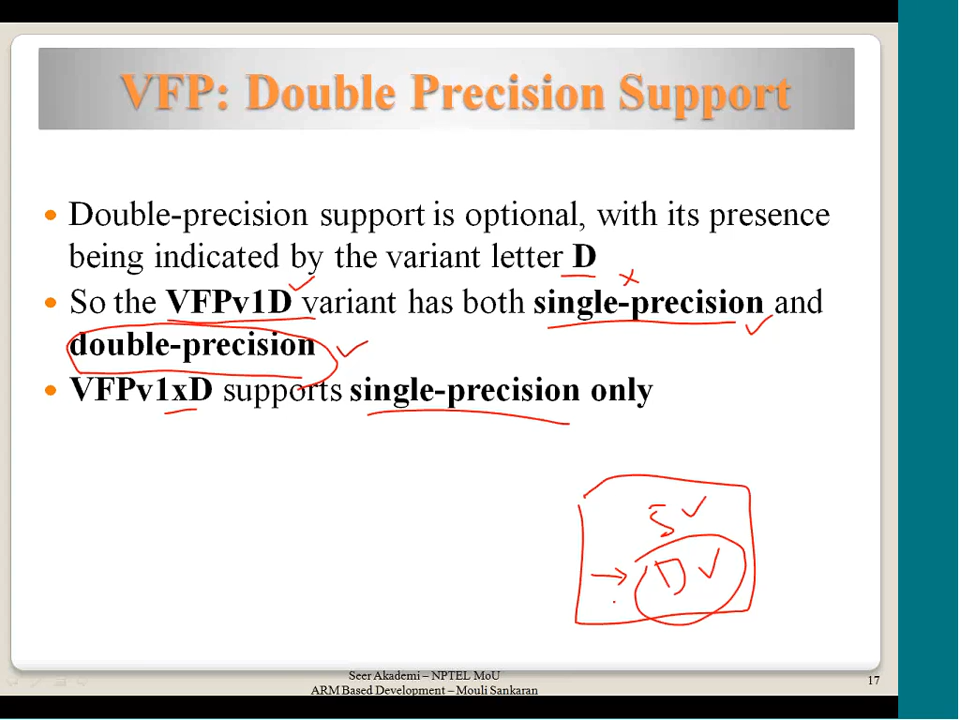 VFP: Double Precision Support
Double-precision support is optional, with its presence
being indicated by the variant letter D
So the VFPv1D variant has both single-precision and
double-precision
VFPv1xD supports single-precision only
S
D
Seer Akademi – NPTEL MoU
ARM Based Development – Mouli Sankaran
17